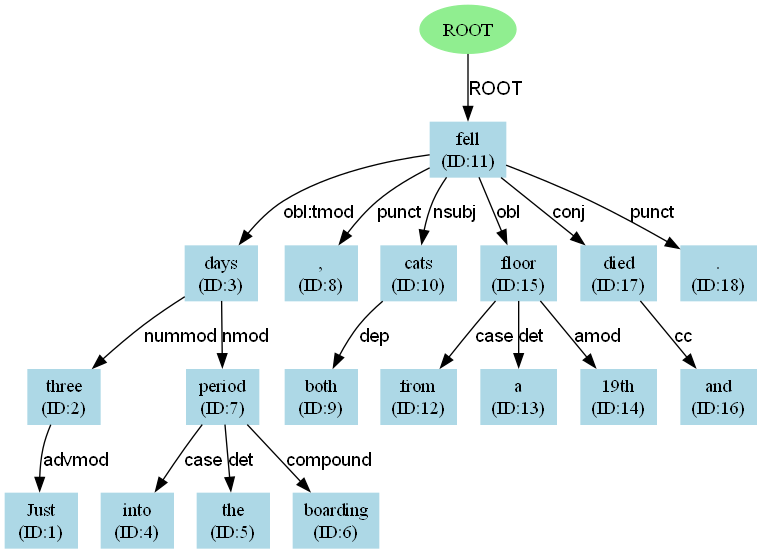 ROOT
ROOT
fell
(ID:11)
obl:tmod
punct
nsubj
obl
conj
punct
days
(ID:3)
,
(ID:8)
cats
(ID:10)
floor
(ID:15)
died
(ID:17)
.
(ID:18)
nummod
nmod
dep
case
det
amod
cc
three
(ID:2)
period
(ID:7)
both
(ID:9)
from
(ID:12)
a
(ID:13)
19th
(ID:14)
and
(ID:16)
advmod
case
det
compound
Just
(ID:1)
into
(ID:4)
the
(ID:5)
boarding
(ID:6)